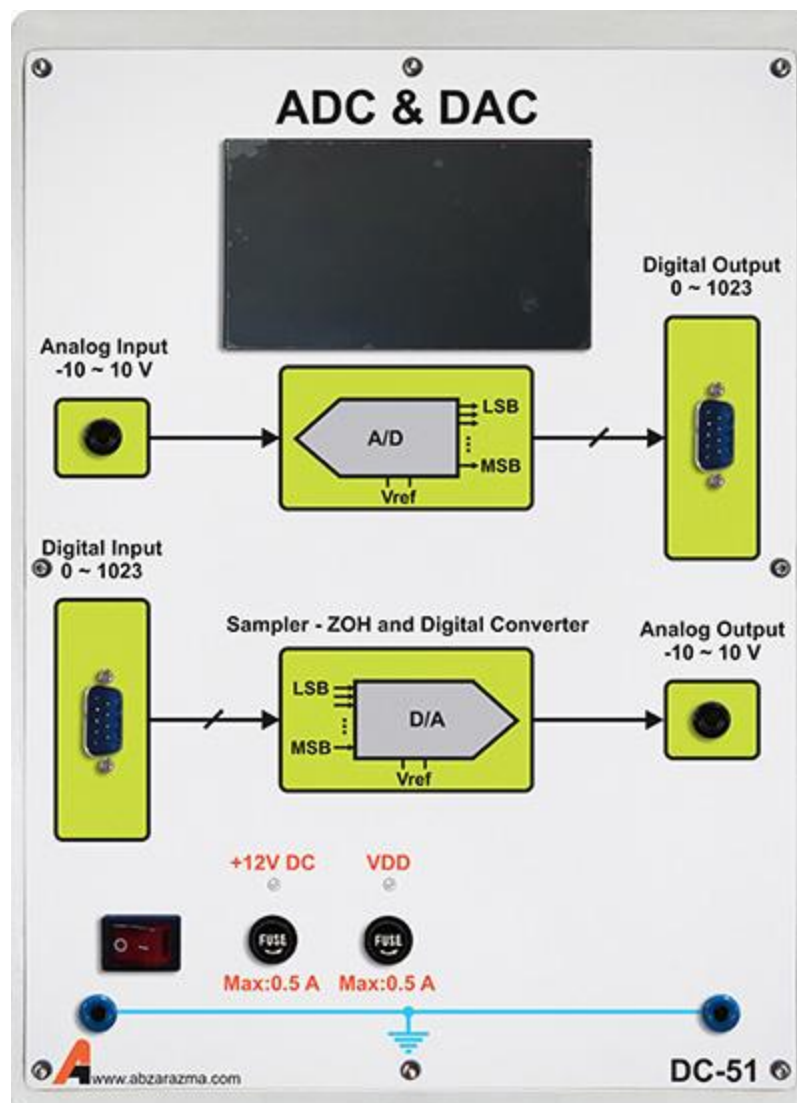 ADC & DAC
Digital Output
0 ~ 1023
Analog Input
-10 ~ 10 V
A/D
LSB
MSB
Vref
Digital Input
0 ~ 1023
Sampler - ZOH and Digital Converter
Analog Output
-10 ~ 10 V
LSB
MSB
D/A
Vref
+12V DC
VDD
FUSE
FUSE
Max:0.5 A
Max:0.5 A
www.abzarazma.com
DC-51